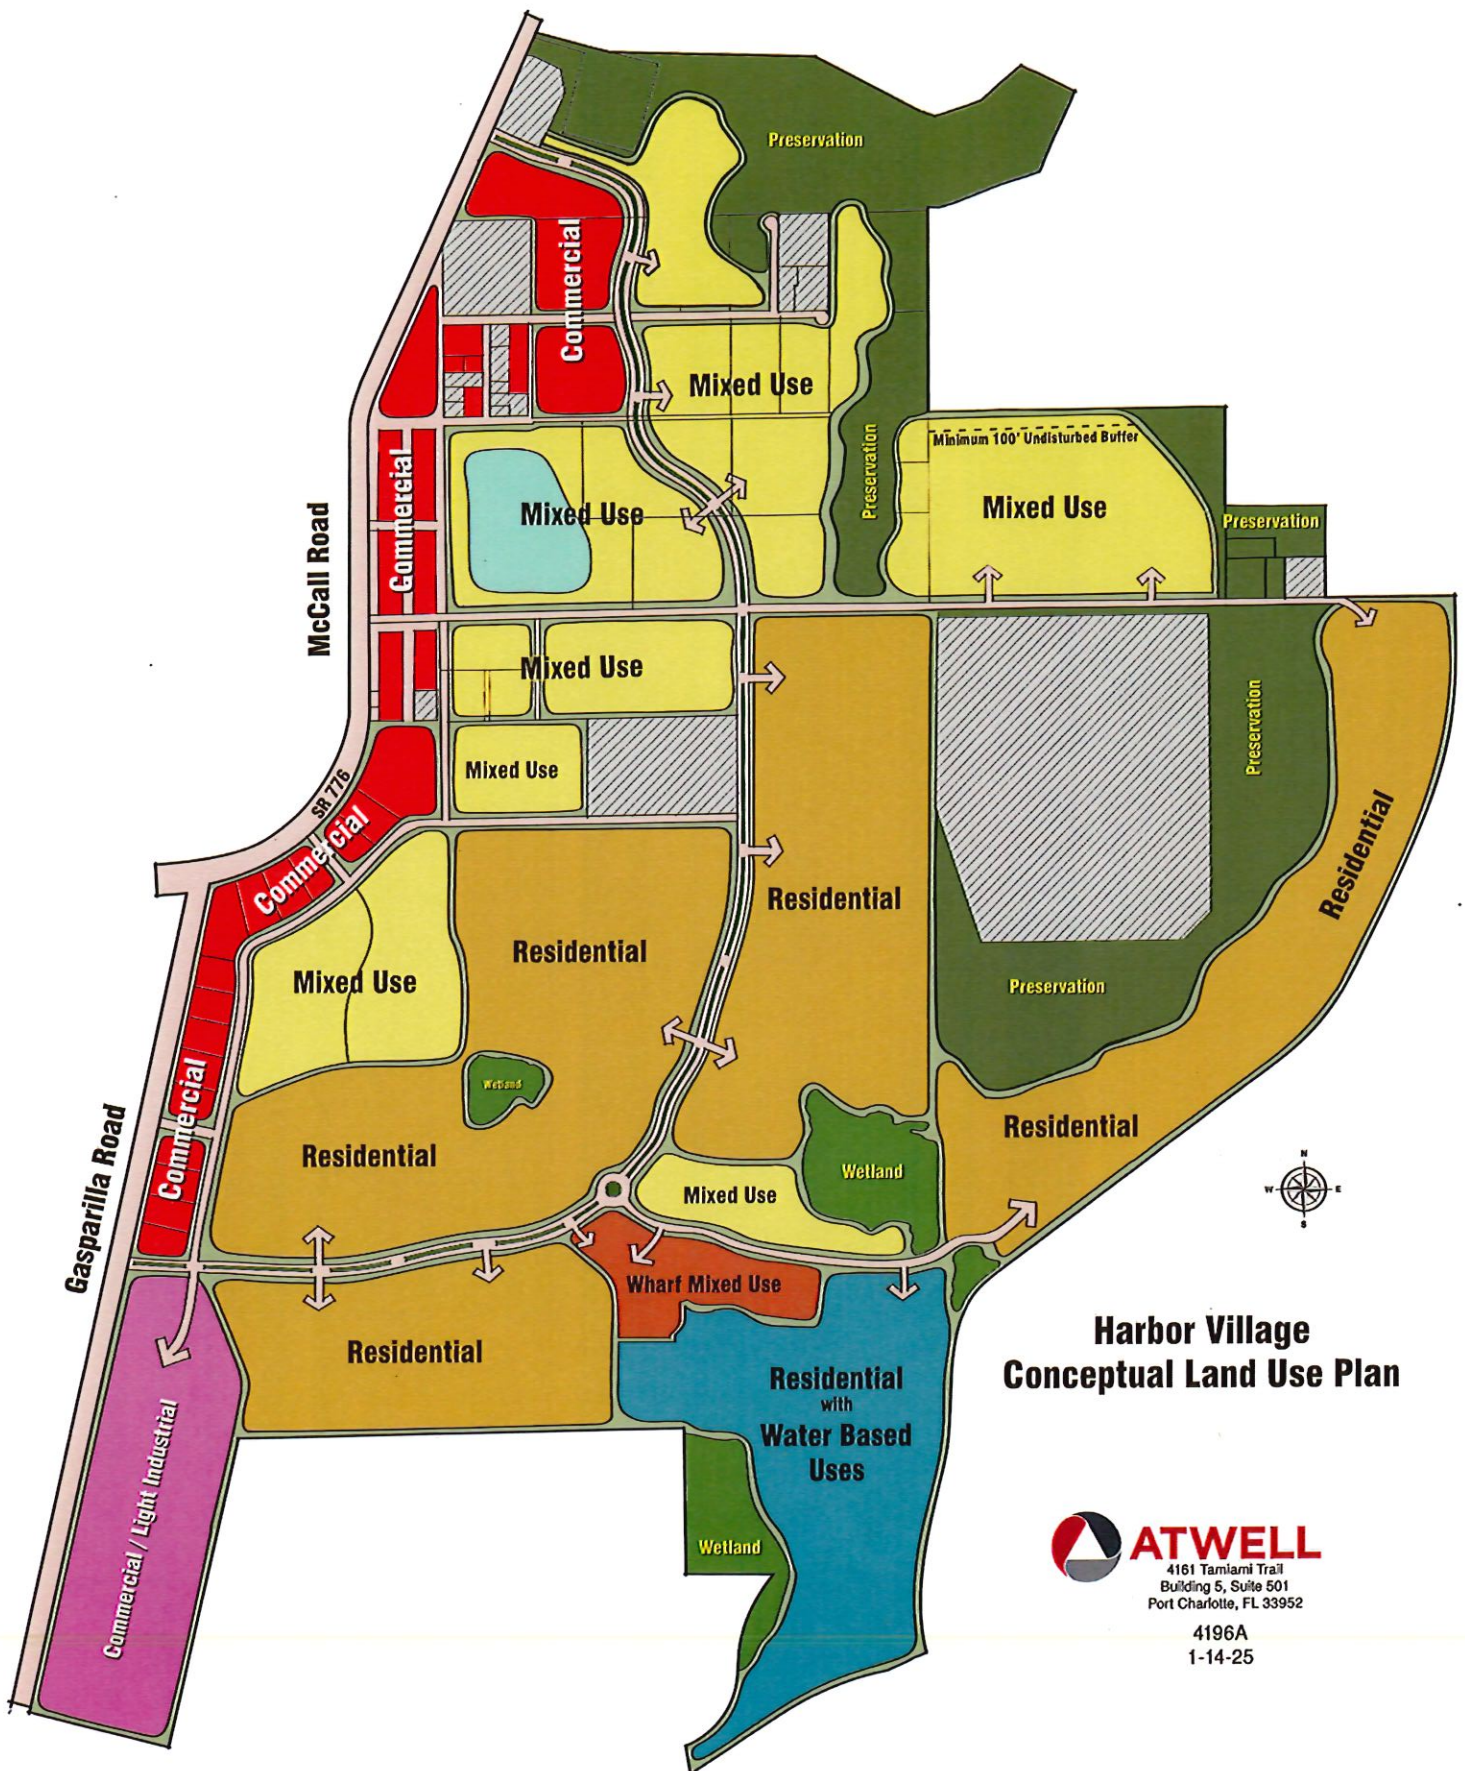 Preservation
Commercial
Commercial
Mixed Use
Preservation
Minimum 100' Undisturbed Buffer
Mixed Use
Mixed Use
Commercial
Preservation
McCall Road
Mixed Use
Preservation
Mixed Use
SR 776
Commercial
Residential
Residential
Residential
Mixed Use
Preservation
Wetland
Commercial
Residential
Residential
Wetland
Mixed Use
Gasparilla Road
N
W
E
S
Wharf Mixed Use
Residential
Residential
with
Water Based
Uses
Harbor Village
Conceptual Land Use Plan
Commercial / Light Industrial
Wetland
ATWELL
4161 Tamiami Trail
Building 5, Suite 501
Port Charlotte, FL 33952
4196A
1-14-25